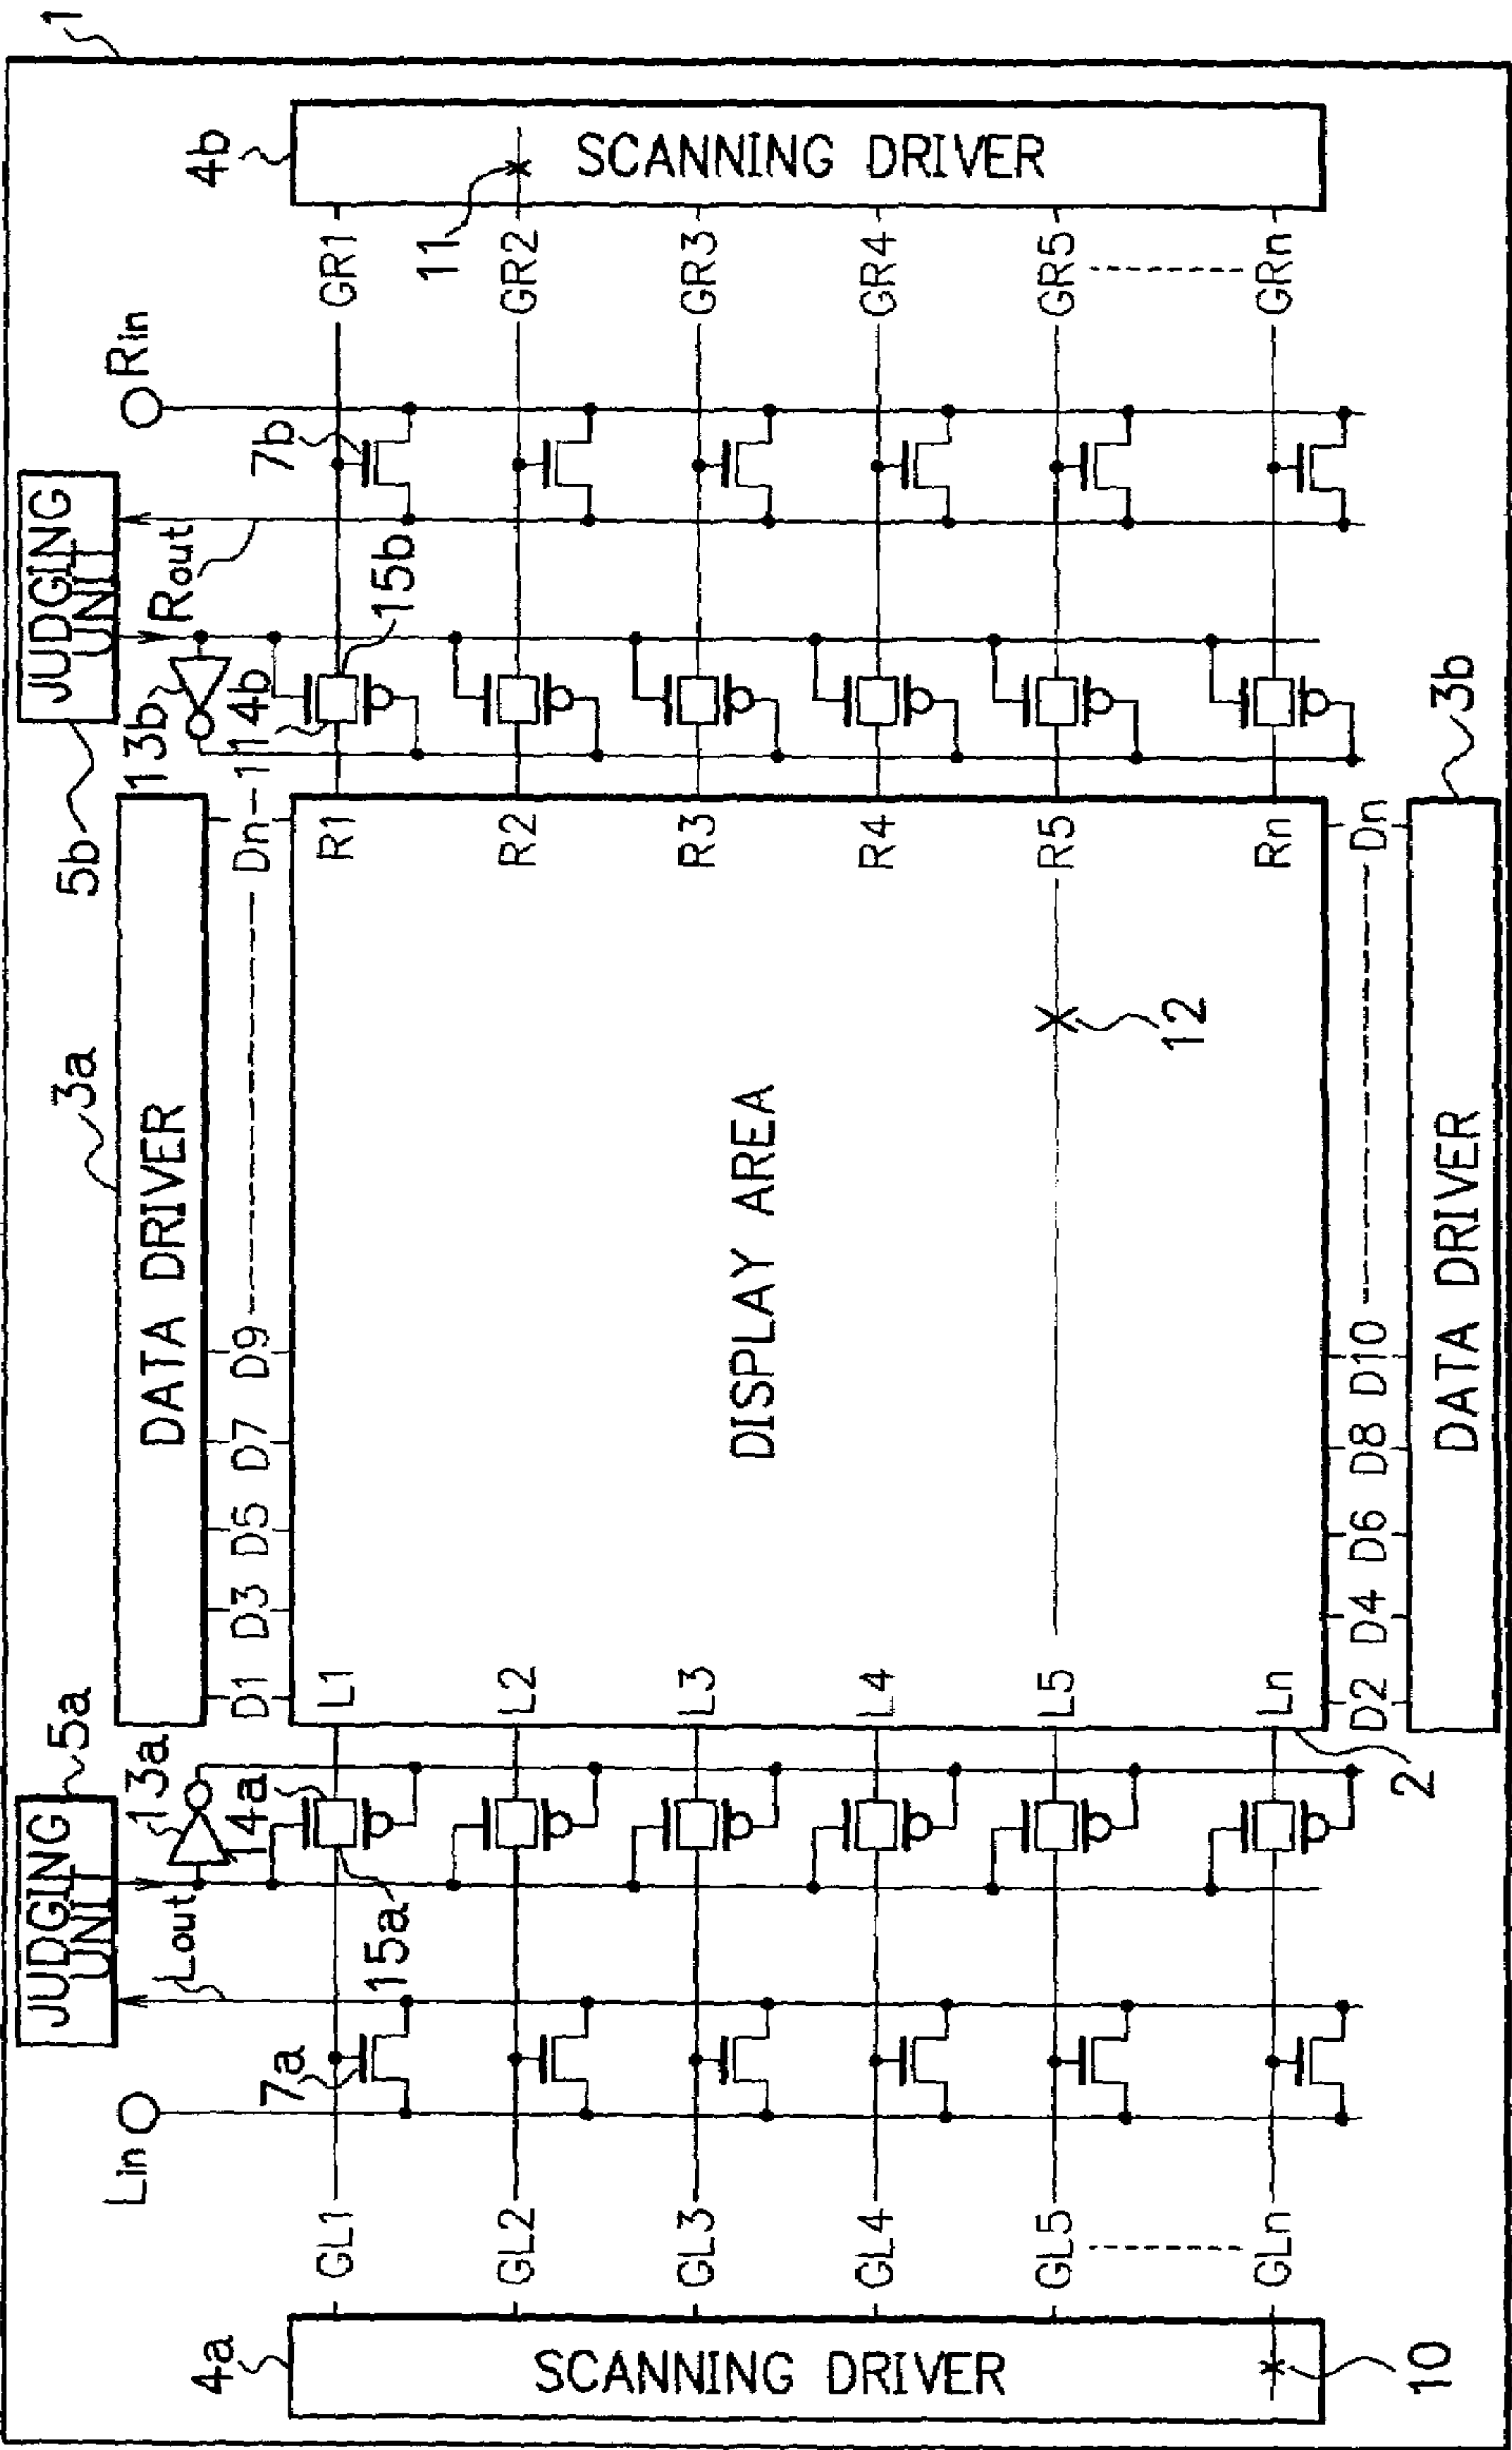 1
JUDGING
UNIT
5a
3a
5b
JUDGING
UNIT
Lin
Lout
13a
DATA DRIVER
13b
Rout
Rin
4a
14a
D1
D3
D5
D7
D9
Dn-1
14b
7b
4b
7a
15a
15b
11
GL1
L1
R1
GR1
GL2
L2
R2
GR2
GL3
L3
R3
GR3
SCANNING DRIVER
DISPLAY AREA
SCANNING DRIVER
GL4
L4
R4
GR4
GL5
L5
R5
GR5
12
GLn
Ln
Rn
GRn
10
2
D2
D4
D6
D8
D10
Dn
3b
DATA DRIVER